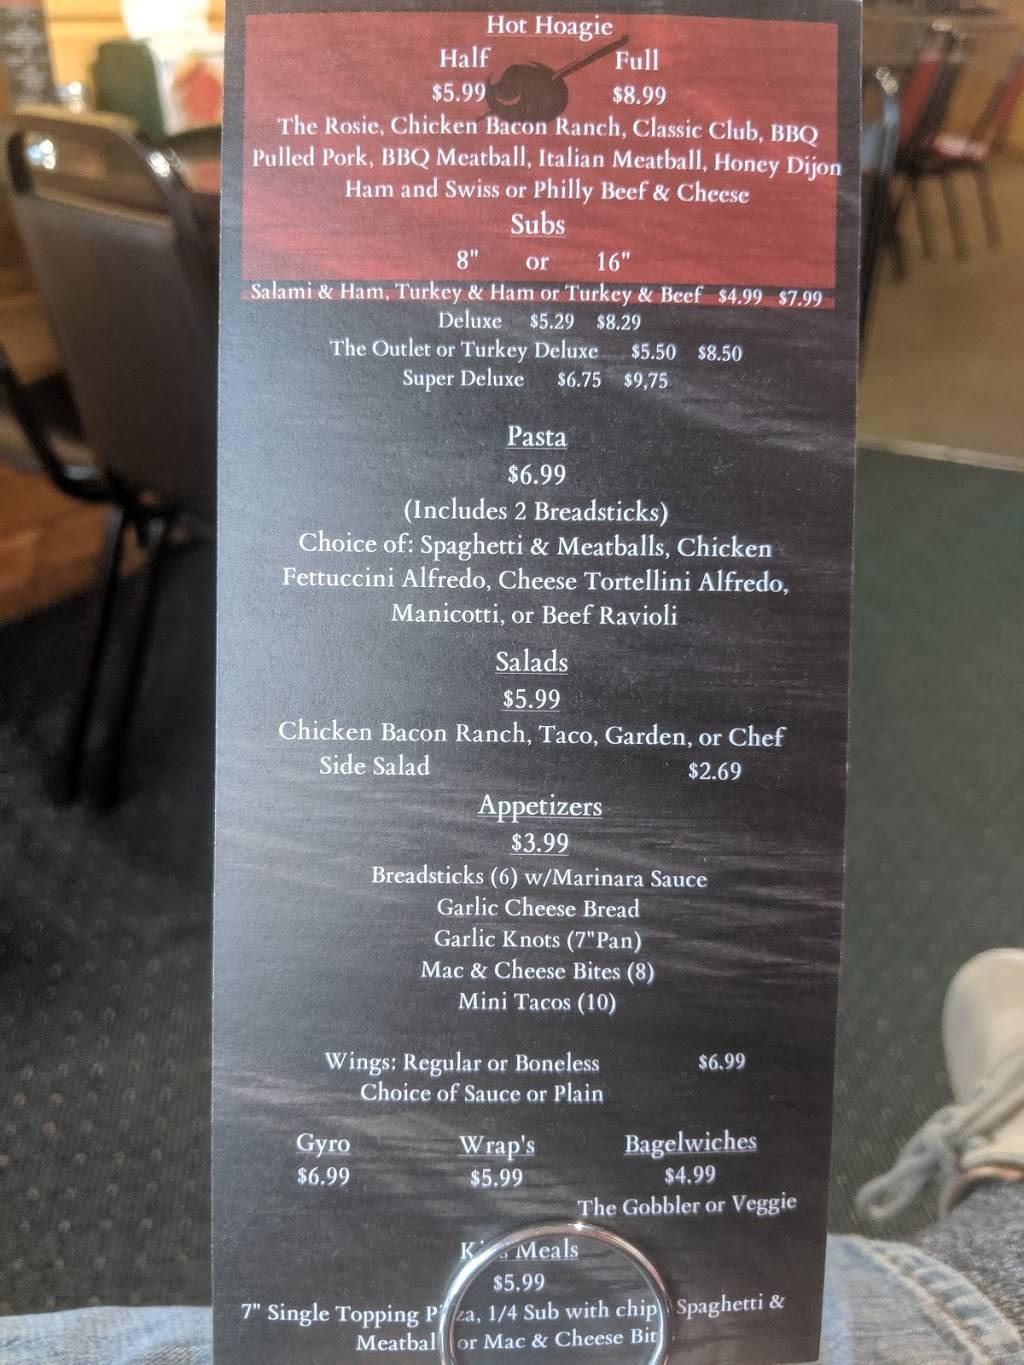 Hot Hoagie
Half Full
$5.99 $8.99
The Rosie, Chicken Bacon Ranch, Classic Club, BBQ
Pulled Pork, BBQ Meatball, Italian Meatball, Honey Dijon
Ham and Swiss or Philly Beef & Cheese
Subs
8" or 16"
Salami & Ham, Turkey & Ham or Turkey & Beef $4.99 $7.99
Deluxe $5.29 $8.29
The Outlet or Turkey Deluxe $5.50 $8.50
Super Deluxe $6.75 $9,75
Pasta
$6.99
(Includes 2 Breadsticks)
Choice of: Spaghetti & Meatballs, Chicken
Fettuccini Alfredo, Cheese Tortellini Alfredo,
Manicotti, or Beef Ravioli
Salads
$5.99
Chicken Bacon Ranch, Taco, Garden, or Chef
Side Salad $2.69
Appetizers
$3.99
Breadsticks (6) w/Marinara Sauce
Garlic Cheese Bread
Garlic Knots (7"Pan)
Mac & Cheese Bites (8)
Mini Tacos (10)
Wings: Regular or Boneless $6.99
Choice of Sauce or Plain
Gyro Wrap's Bagelwiches
$6.99 $5.99 $4.99
The Gobbler or Veggie
Meals
$5.99
7" Single Topping 1/4 Sub with chip Spaghetti &
or Mac & Cheese